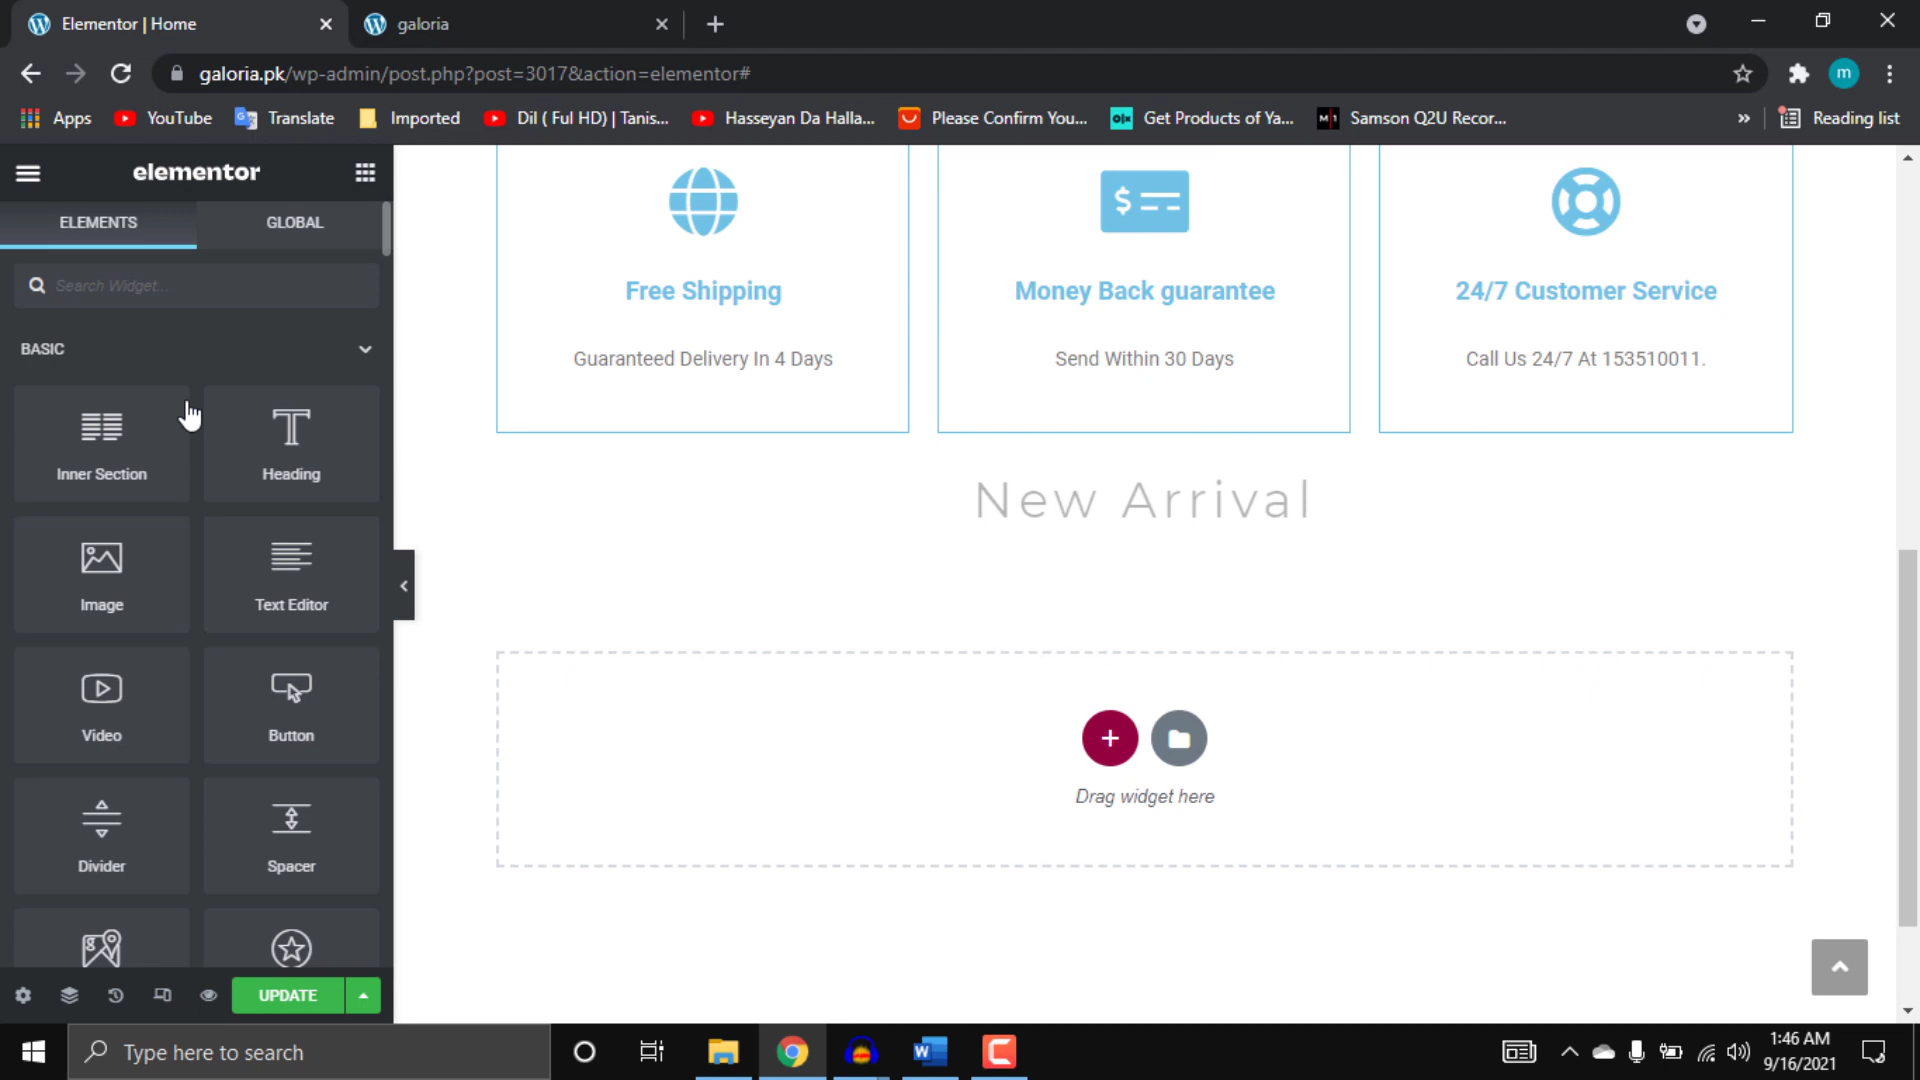 Elementor | Home
galoria
galoria.pk/wp-admin/post.php?post=3017&action=elementor#
m
Apps
YouTube
Translate
Imported
Dil ( Ful HD) | Tanis...
Hasseyan Da Halla...
Please Confirm You...
Get Products of Ya...
Samson Q2U Recor...
»
Reading list
elementor
ELEMENTS
GLOBAL
Search Widget...
BASIC
Inner Section
Heading
Image
Text Editor
Video
Button
Divider
Spacer
UPDATE
Free Shipping
Guaranteed Delivery In 4 Days
Money Back guarantee
Send Within 30 Days
24/7 Customer Service
Call Us 24/7 At 153510011.
New Arrival
Drag widget here
Type here to search
1:46 AM
9/16/2021